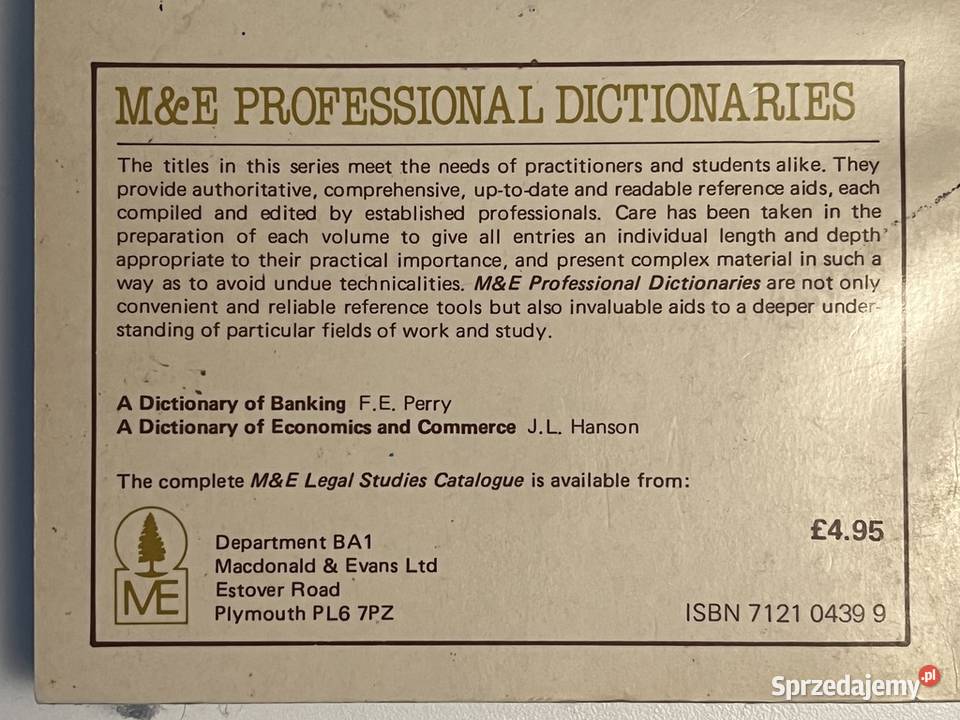 M&E PROFESSIONAL DICTIONARIES
The titles in this series meet the needs of practitioners and students alike. They
provide authoritative, comprehensive, up-to-date and readable reference aids, each
compiled and edited by established professionals. Care has been taken in the
preparation of each volume to give all entries an individual length and depth
appropriate to their practical importance, and present complex material in such a
way as to avoid undue technicalities. M&E Professional Dictionaries are not only
convenient and reliable reference tools but also invaluable aids to a deeper under-
standing of particular fields of work and study.
A Dictionary of Banking F.E. Perry
A Dictionary of Economics and Commerce J.L. Hanson
The complete M&E Legal Studies Catalogue is available from:
ME
Department BA1
Macdonald & Evans Ltd
Estover Road
Plymouth PL6 7PZ
£4.95
ISBN 7121 0439 9
Sprzedajemy.pl